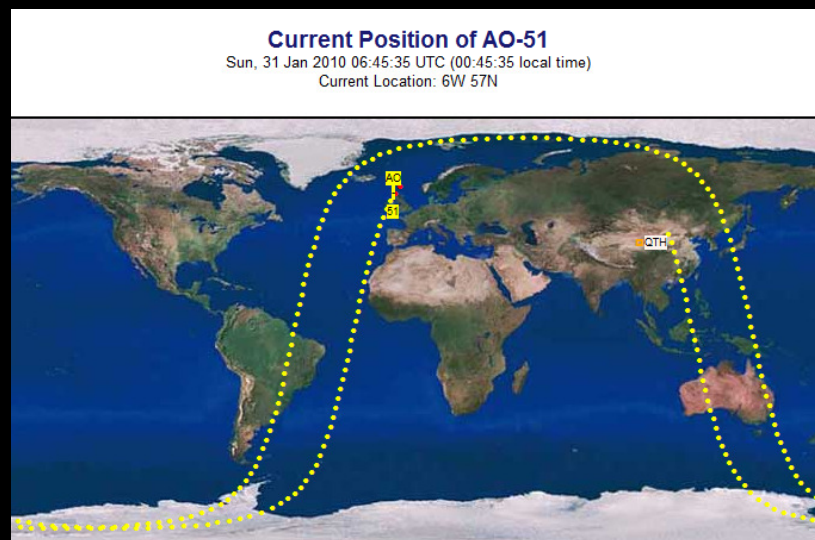 Current Position of AO-51
Sun, 31 Jan 2010 06:45:35 UTC (00:45:35 local time)
Current Location: 6W 57N
AO
51
QTH